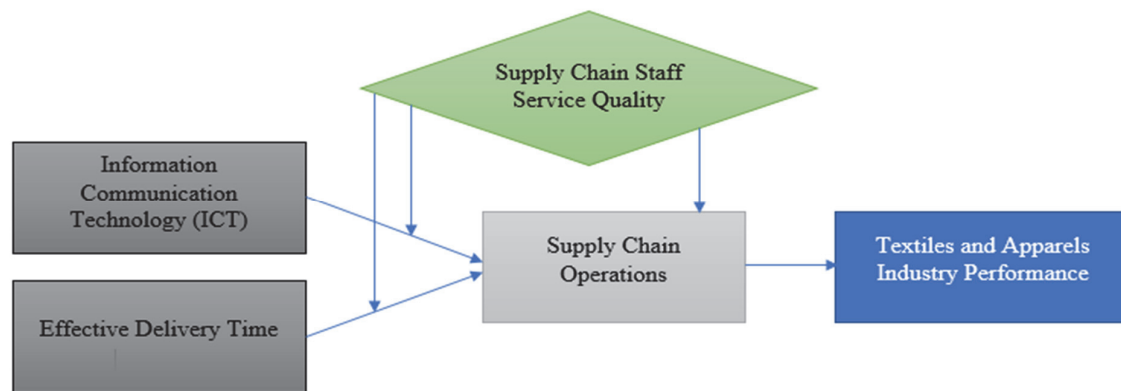 Supply Chain Staff
Service Quality
Information
Communication
Technology (ICT)
Supply Chain
Operations
Textiles and Apparels
Industry Performance
Effective Delivery Time